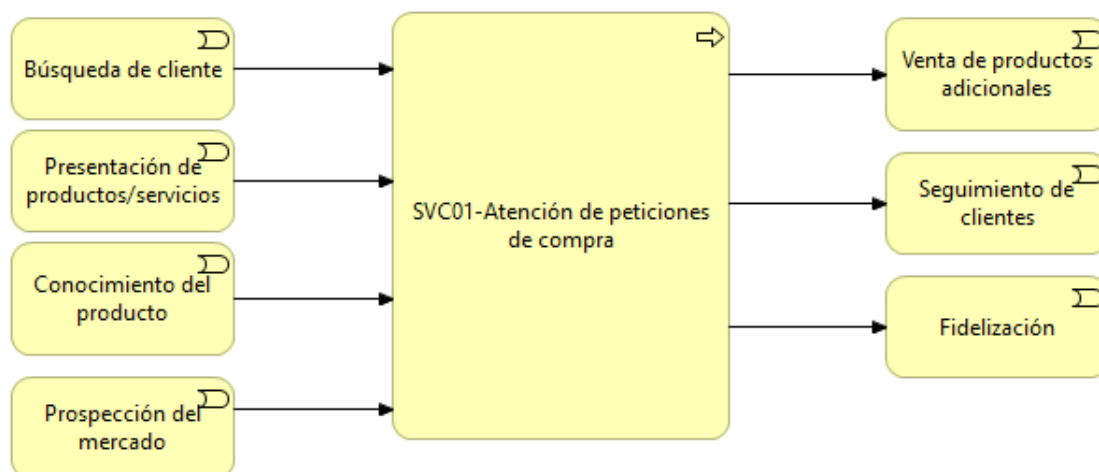 Búsqueda de cliente
Presentación de
productos/servicios
Conocimiento del
producto
Prospección del
mercado
SVC01-Atención de peticiones
de compra
Venta de productos
adicionales
Seguimiento de
clientes
Fidelización